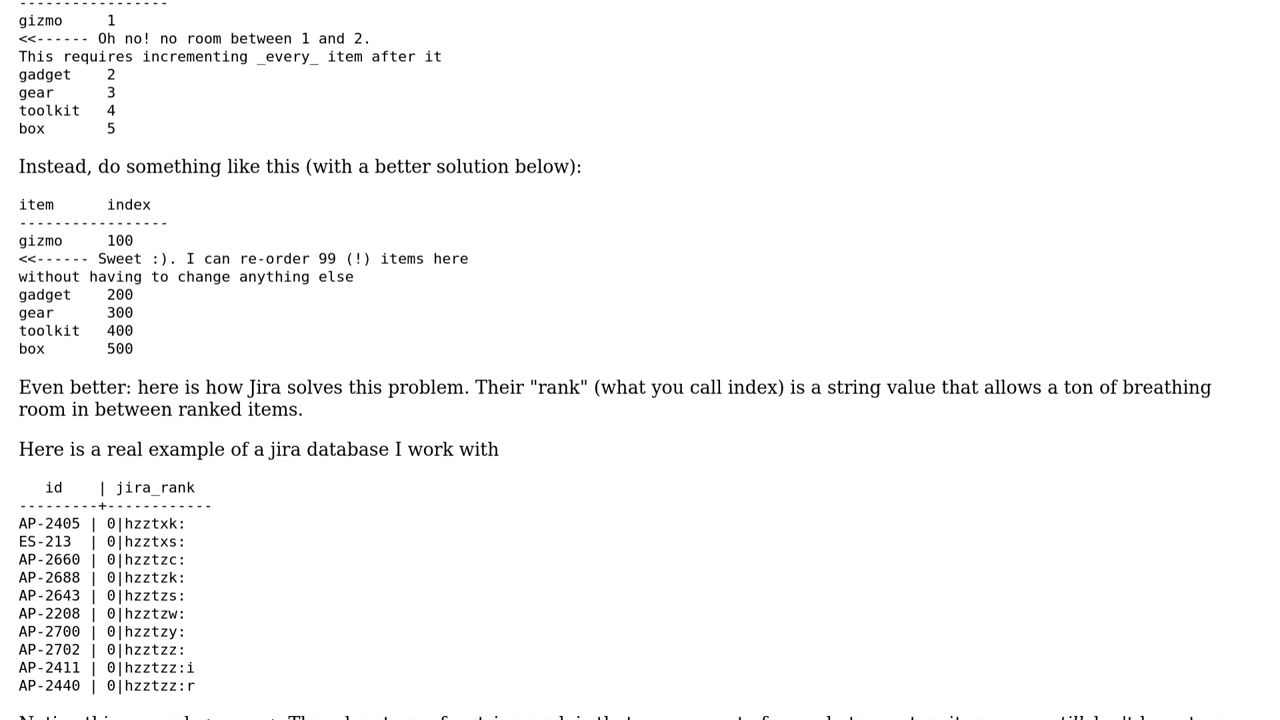 -----------------
gizmo     1
<<------ Oh no! no room between 1 and 2.
This requires incrementing _every_ item after it
gadget    2
gear      3
toolkit   4
box       5
Instead, do something like this (with a better solution below):
item      index
-----------------
gizmo     100
<<------ Sweet :). I can re-order 99 (!) items here
without having to change anything else
gadget    200
gear      300
toolkit   400
box       500
Even better: here is how Jira solves this problem. Their "rank" (what you call index) is a string value that allows a ton of breathing
room in between ranked items.
Here is a real example of a jira database I work with
   id    | jira_rank
---------+------------
AP-2405 | 0|hzztxk:
ES-213  | 0|hzztxs:
AP-2660 | 0|hzztzc:
AP-2688 | 0|hzztzk:
AP-2643 | 0|hzztzs:
AP-2208 | 0|hzztzw:
AP-2700 | 0|hzztzy:
AP-2702 | 0|hzztzz:
AP-2411 | 0|hzztzz:i
AP-2440 | 0|hzztzz:r